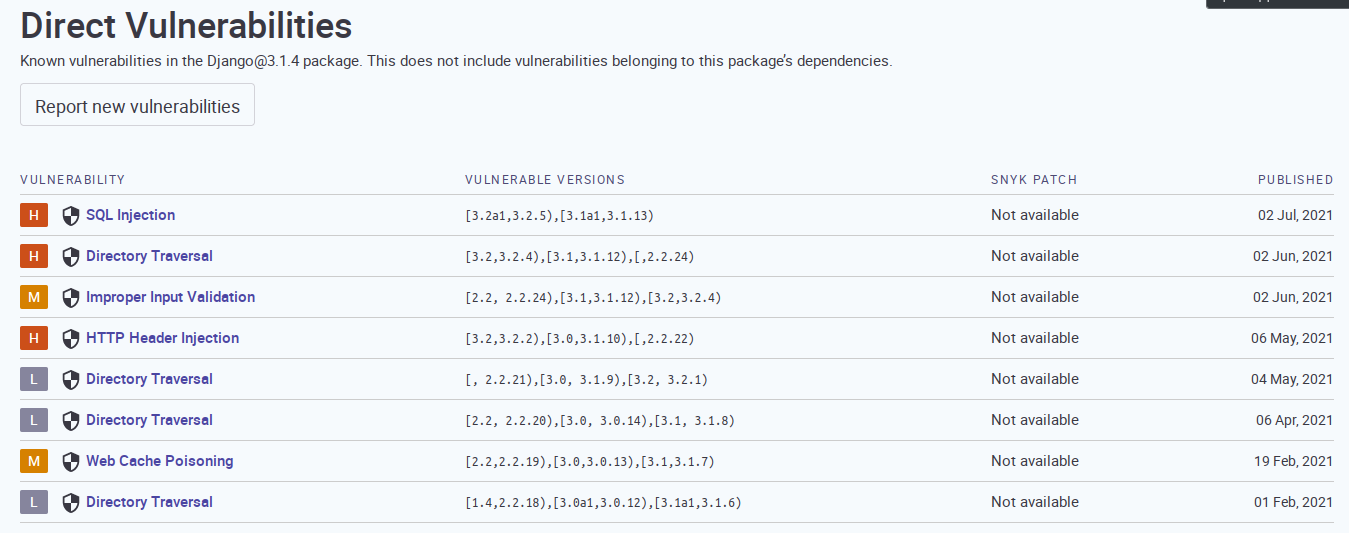 Direct Vulnerabilities
Known vulnerabilities in the Django@3.1.4 package. This does not include vulnerabilities belonging to this package's dependencies.
Report new vulnerabilities
VULNERABILITY VULNERABLE VERSIONS SNYK PATCH PUBLISHED
H SQL Injection [3.2a1,3.2.5),[3.1a1,3.1.13) Not available 02 Jul, 2021
H Directory Traversal [3.2,3.2.4),[3.1,3.1.12),[,2.2.24) Not available 02 Jun, 2021
M Improper Input Validation [2.2, 2.2.24),[3.1,3.1.12),[3.2,3.2.4) Not available 02 Jun, 2021
H HTTP Header Injection [3.2,3.2.2),[3.0,3.1.10),[,2.2.22) Not available 06 May, 2021
L Directory Traversal [, 2.2.21),[3.0, 3.1.9),[3.2, 3.2.1) Not available 04 May, 2021
L Directory Traversal [2.2, 2.2.20),[3.0, 3.0.14),[3.1, 3.1.8) Not available 06 Apr, 2021
M Web Cache Poisoning [2.2,2.2.19),[3.0,3.0.13),[3.1,3.1.7) Not available 19 Feb, 2021
L Directory Traversal [1.4,2.2.18),[3.0a1,3.0.12),[3.1a1,3.1.6) Not available 01 Feb, 2021